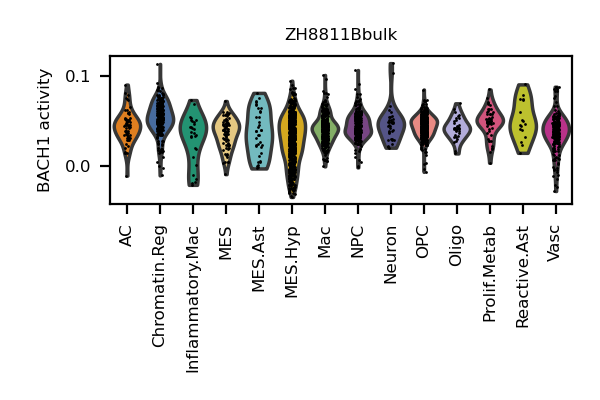 ZH8811Bbulk
BACH1 activity
0.1
0.0
AC
Chromatin.Reg
Inflammatory.Mac
MES
MES.Ast
MES.Hyp
Mac
NPC
Neuron
OPC
Oligo
Prolif.Metab
Reactive.Ast
Vasc